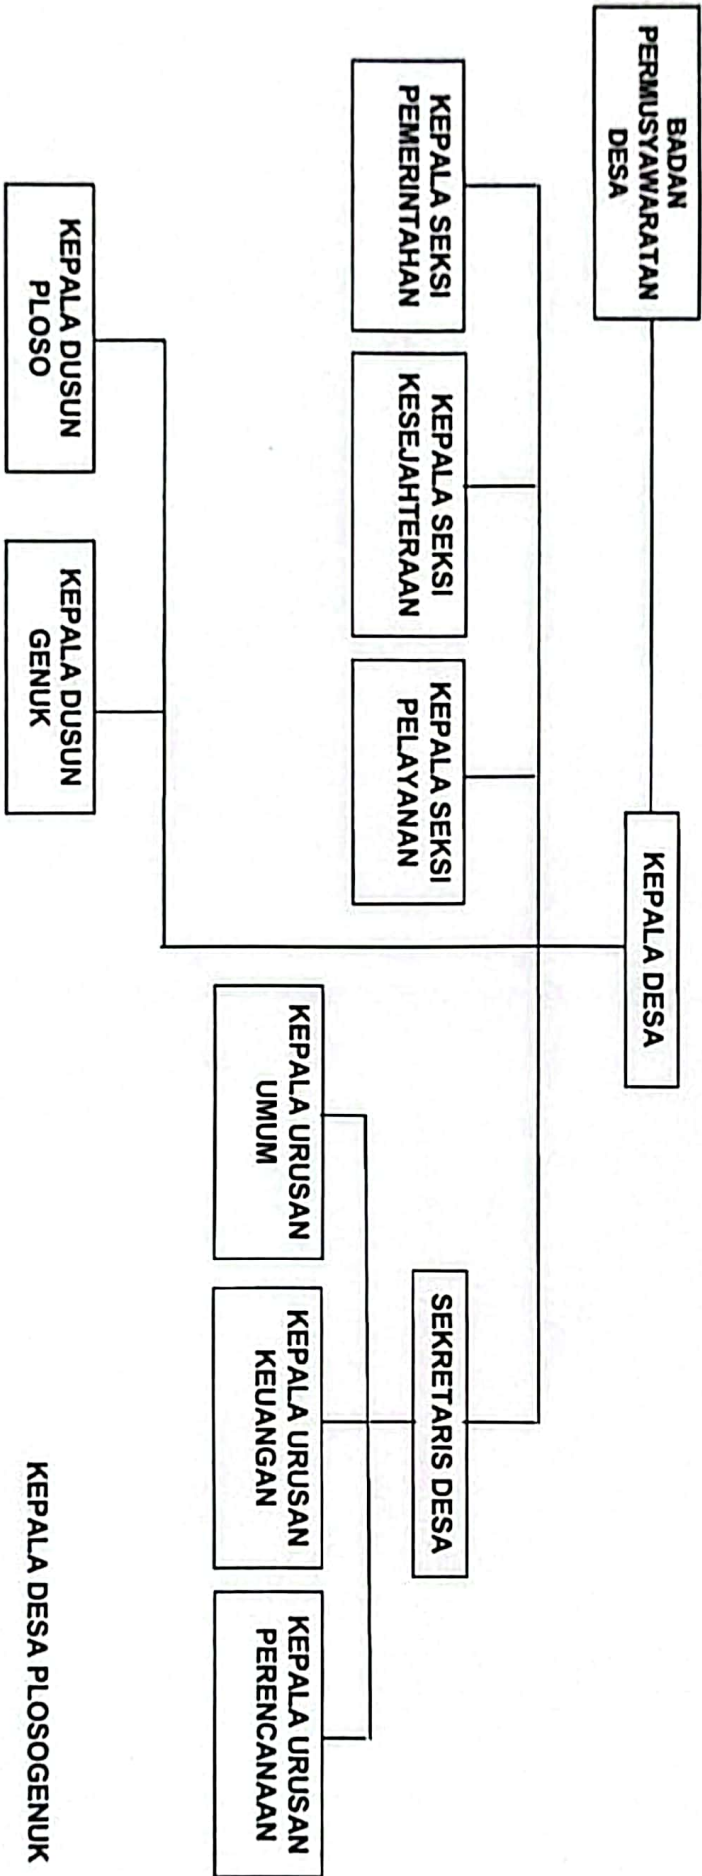 BADAN
PERMUSYAWARATAN
DESA
KEPALA DESA
KEPALA SEKSI
PEMERINTAHAN
KEPALA SEKSI
KESEJAHTERAAN
KEPALA SEKSI
PELAYANAN
SEKRETARIS DESA
KEPALA URUSAN
UMUM
KEPALA URUSAN
KEUANGAN
KEPALA URUSAN
PERENCANAAN
KEPALA DUSUN
PLOSO
KEPALA DUSUN
GENUK
KEPALA DESA PLOSOGENUK